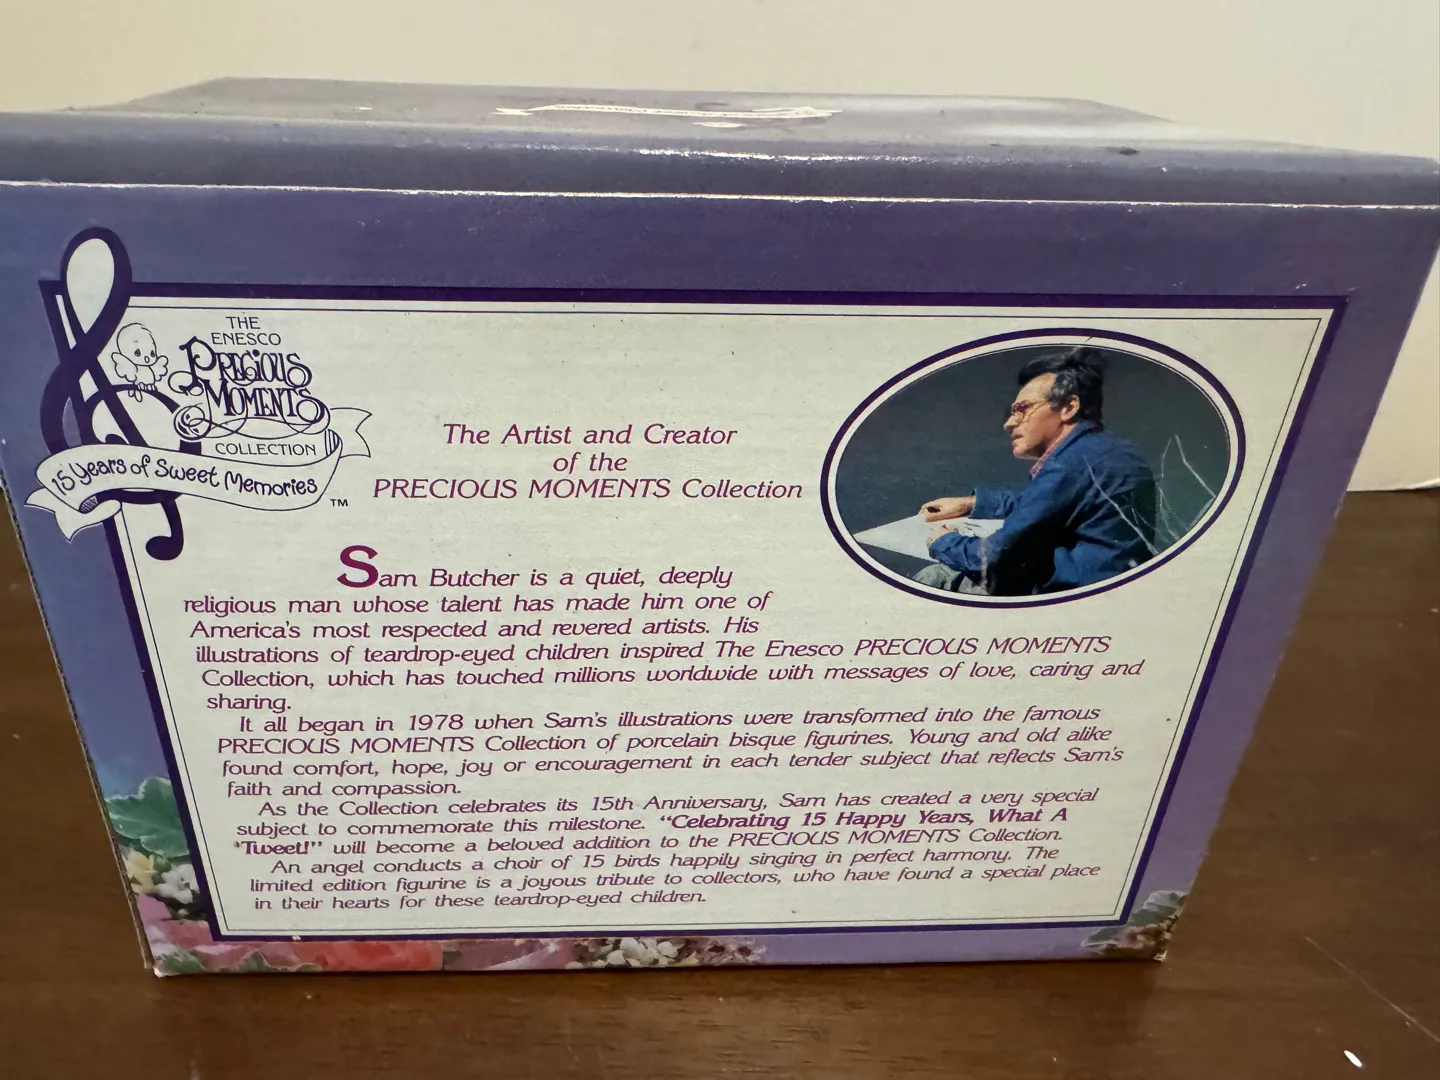 THE
ENESCO
PRECIOUS
MOMENTS
COLLECTION
15 Years of Sweet Memories
TM
The Artist and Creator
of the
PRECIOUS MOMENTS Collection
Sam Butcher is a quiet, deeply
religious man whose talent has made him one of
America's most respected and revered artists. His
illustrations of teardrop-eyed children inspired The Enesco PRECIOUS MOMENTS
Collection, which has touched millions worldwide with messages of love, caring and
sharing.
It all began in 1978 when Sam's illustrations were transformed into the famous
PRECIOUS MOMENTS Collection of porcelain bisque figurines. Young and old alike
found comfort, hope, joy or encouragement in each tender subject that reflects Sam's
faith and compassion.
As the Collection celebrates its 15th Anniversary, Sam has created a very special
subject to commemorate this milestone. "Celebrating 15 Happy Years, What A
'Tweet!" will become a beloved addition to the PRECIOUS MOMENTS Collection.
An angel conducts a choir of 15 birds happily singing in perfect harmony. The
limited edition figurine is a joyous tribute to collectors, who have found a special place
in their hearts for these teardrop-eyed children.